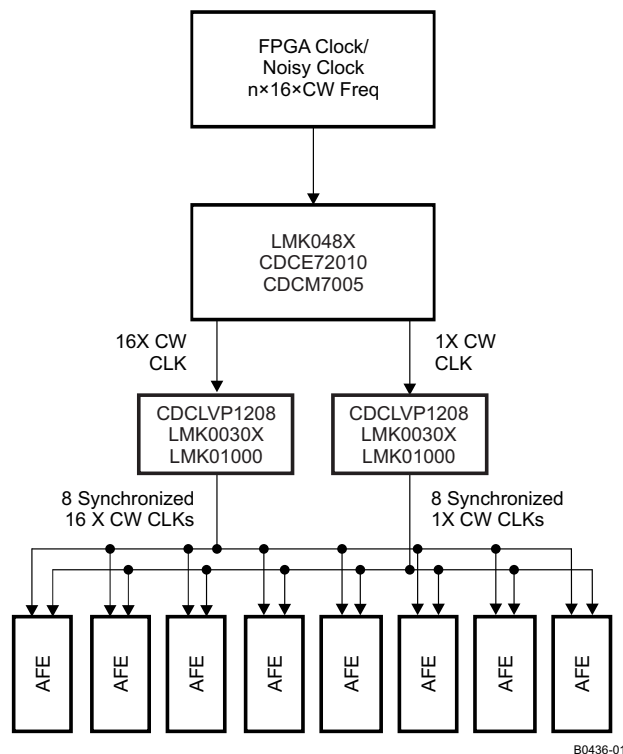 FPGA Clock/
Noisy Clock
n×16×CW Freq
LMK048X
CDCE72010
CDCM7005
16X CW
CLK
1X CW
CLK
CDCLVP1208
LMK0030X
LMK01000
CDCLVP1208
LMK0030X
LMK01000
8 Synchronized
16 X CW CLKs
8 Synchronized
1X CW CLKs
AFE
AFE
AFE
AFE
AFE
AFE
AFE
AFE
B0436-01